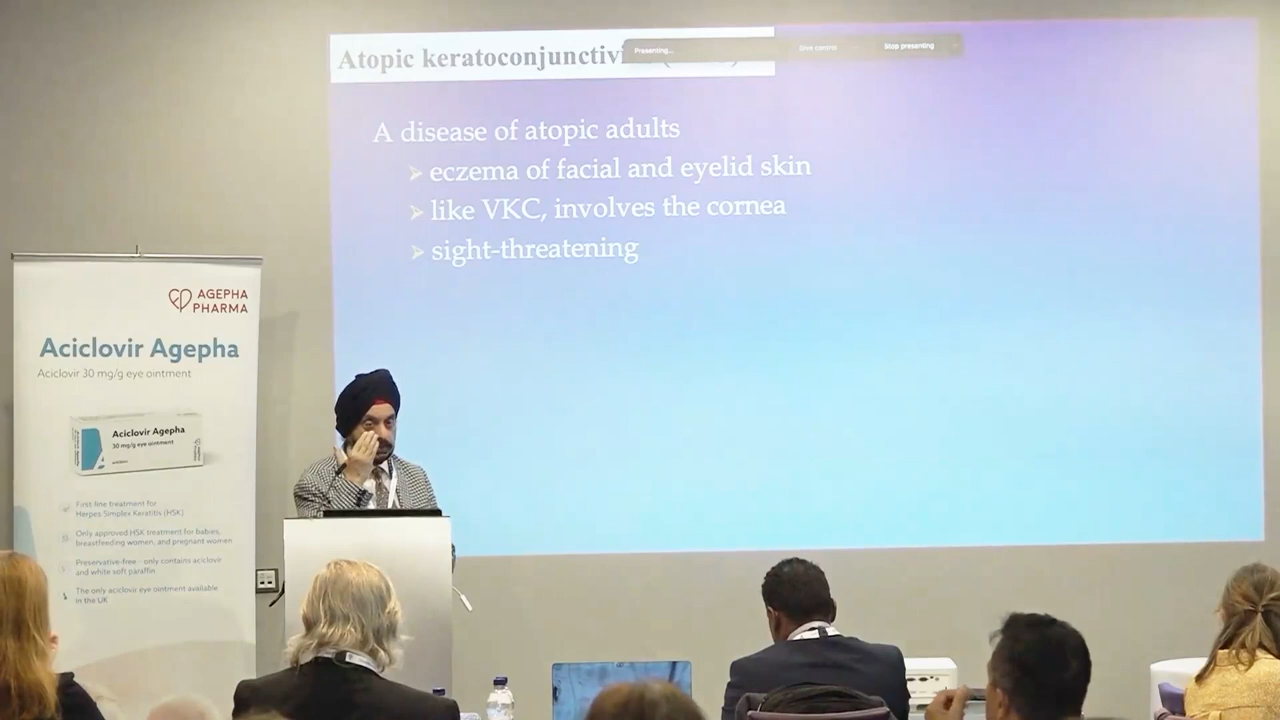 Atopic keratoconjunctivi
Presenting...
Give control
Stop presenting
A disease of atopic adults
➢ eczema of facial and eyelid skin
➢ like VKC, involves the cornea
➢ sight-threatening
AGEPHA
PHARMA
Aciclovir Agepha
Aciclovir 30 mg/g eye ointment
Aciclovir Agepha
30 mg/g eye ointment
First-line treatment for
Herpes Simplex Keratitis (HSK)
Only approved HSK treatment for babies,
breastfeeding women, and pregnant women
Preservative-free - only contains aciclovir
and white soft paraffin
The only aciclovir eye ointment available
in the UK